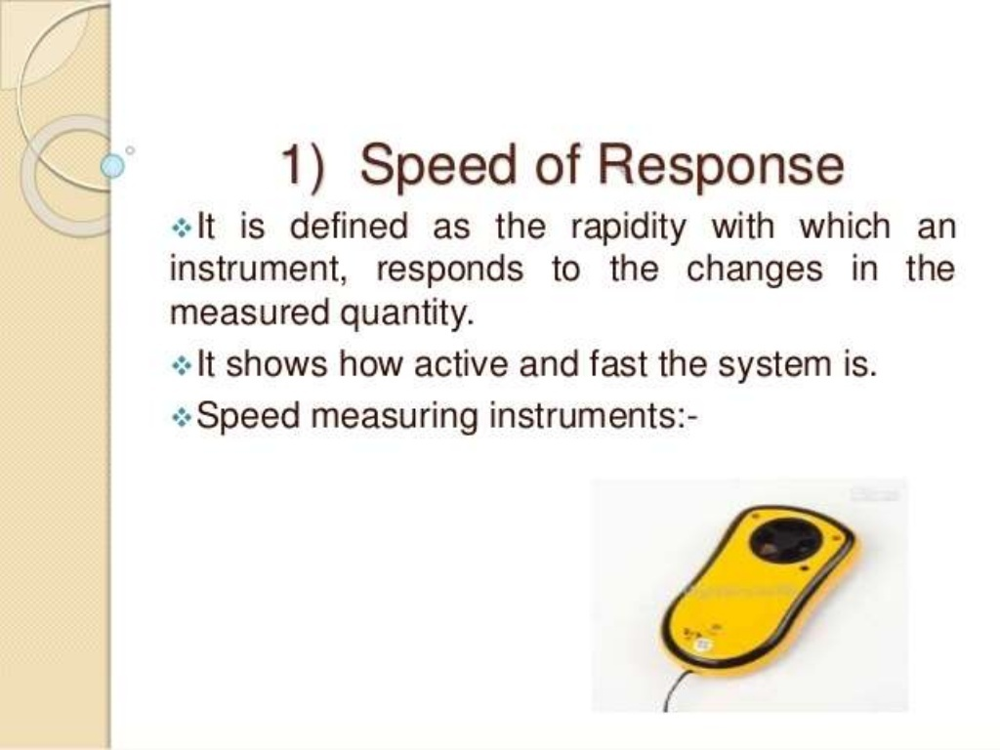 1) Speed of Response
It is defined as the rapidity with which an
instrument, responds to the changes in the
measured quantity.
It shows how active and fast the system is.
Speed measuring instruments:-